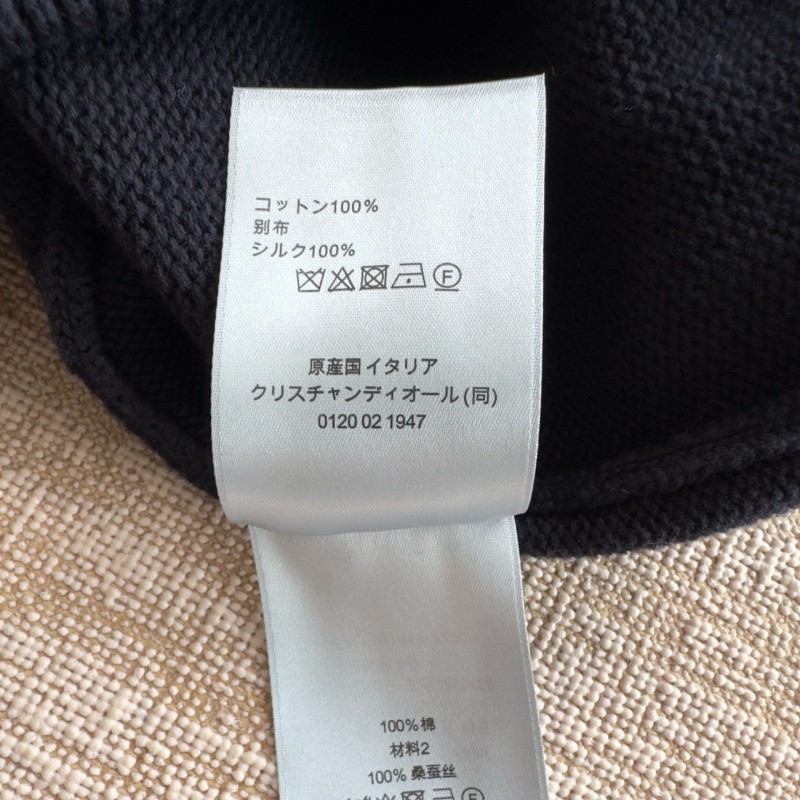 コットン100%
別布
シルク100%
F
原産国イタリア
クリスチャンディオール(同)
0120 02 1947
100%棉
材料2
100% 桑蚕丝
F